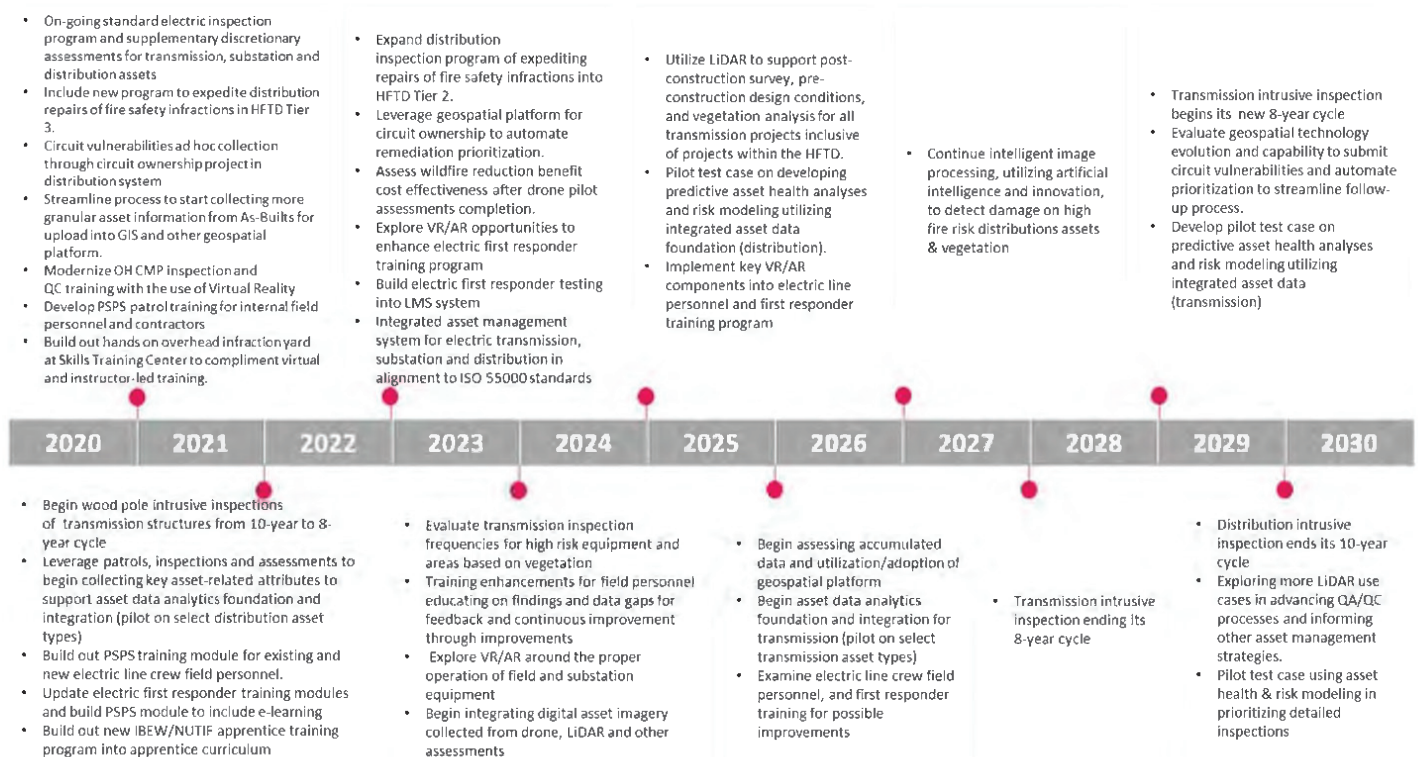 • On-going standard electric inspection
program and supplementary discretionary
assessments for transmission, substation and
distribution assets
• Include new program to expedite distribution
repairs of fire safety infractions in HFTD Tier
3.
• Circuit vulnerabilities ad hoc collection
through circuit ownership project in
distribution system
• Streamline process to start collecting more
granular asset information from As-Builts for
upload into GIS and other geospatial
platform.
• Modernize OH CMP inspection and
QC training with the use of Virtual Reality
• Develop PSPS patrol training for internal field
personnel and contractors
• Build out hands on overhead infraction yard
at Skills Training Center to compliment virtual
and instructor-led training.
• Expand distribution
inspection program of expediting
repairs of fire safety infractions into
HFTD Tier 2.
• Leverage geospatial platform for
circuit ownership to automate
remediation prioritization.
• Assess wildfire reduction benefit
cost effectiveness after drone pilot
assessments completion.
• Explore VR/AR opportunities to
enhance electric first responder
training program
• Build electric first responder testing
into LMS system
• Integrated asset management
system for electric transmission,
substation and distribution in
alignment to ISO 55000 standards
• Utilize LiDAR to support post-
construction survey, pre-
construction design conditions,
and vegetation analysis for all
transmission projects inclusive
of projects within the HFTD.
• Pilot test case on developing
predictive asset health analyses
and risk modeling utilizing
integrated asset data
foundation (distribution).
• Implement key VR/AR
components into electric line
personnel and first responder
training program
• Continue intelligent image
processing, utilizing artificial
intelligence and innovation,
to detect damage on high
fire risk distributions assets
& vegetation
• Transmission intrusive inspection
begins its new 8-year cycle
• Evaluate geospatial technology
evolution and capability to submit
circuit vulnerabilities and automate
prioritization to streamline follow-
up process.
• Develop pilot test case on
predictive asset health analyses
and risk modeling utilizing
integrated asset data
(transmission)
2020 2021 2022 2023 2024 2025 2026 2027 2028 2029 2030
• Begin wood pole intrusive inspections
of transmission structures from 10-year to 8-
year cycle
• Leverage patrols, inspections and assessments to
begin collecting key asset-related attributes to
support asset data analytics foundation and
integration (pilot on select distribution asset
types)
• Build out PSPS training module for existing and
new electric line crew field personnel.
• Update electric first responder training modules
and build PSPS module to include e-learning
• Build out new IBEW/NUTIF apprentice training
program into apprentice curriculum
• Evaluate transmission inspection
frequencies for high risk equipment and
areas based on vegetation
• Training enhancements for field personnel
educating on findings and data gaps for
feedback and continuous improvement
through improvements
• Explore VR/AR around the proper
operation of field and substation
equipment
• Begin integrating digital asset imagery
collected from drone, LiDAR and other
assessments
• Begin assessing accumulated
data and utilization/adoption of
geospatial platform
• Begin asset data analytics
foundation and integration for
transmission (pilot on select
transmission asset types)
• Examine electric line crew field
personnel, and first responder
training for possible
improvements
• Transmission intrusive
inspection ending its
8-year cycle
• Distribution intrusive
inspection ends its 10-year
cycle
• Exploring more LiDAR use
cases in advancing QA/QC
processes and informing
other asset management
strategies.
• Pilot test case using asset
health & risk modeling in
prioritizing detailed
inspections